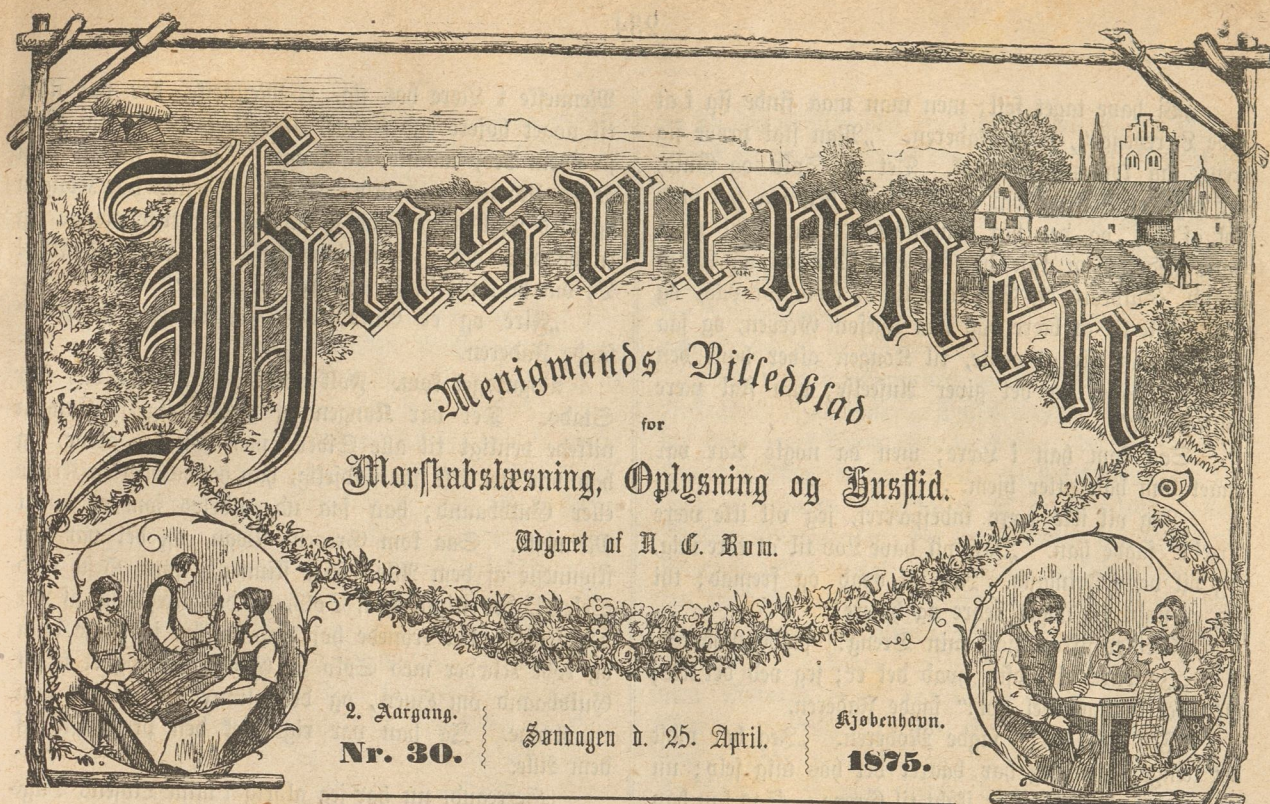 Husvennen
Menigmands Billedblad
for
Morskabslæsning, Oplysning og Husflid.
Udgivet af N. C. Rom.
2. Aargang.
Nr. 30.
Søndagen d. 25. April.
Kjøbenhavn.
1875.